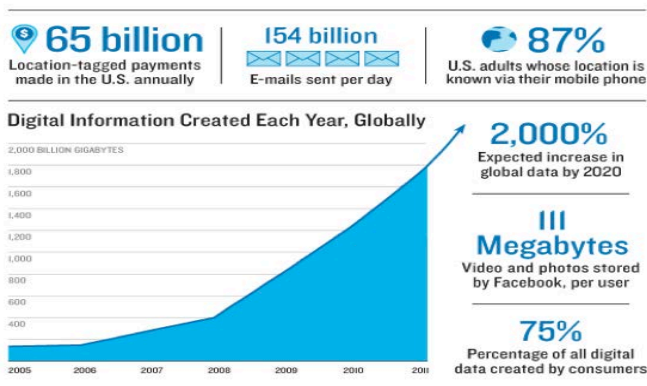 65 billion
Location-tagged payments
made in the U.S. annually
154 billion
E-mails sent per day
87%
U.S. adults whose location is
known via their mobile phone
Digital Information Created Each Year, Globally
2,000 BILLION GIGABYTES
1,800
1,600
1,400
1,200
1,000
800
600
400
2005 2006 2007 2008 2009 2010 2011
2,000%
Expected increase in
global data by 2020
111
Megabytes
Video and photos stored
by Facebook, per user
75%
Percentage of all digital
data created by consumers